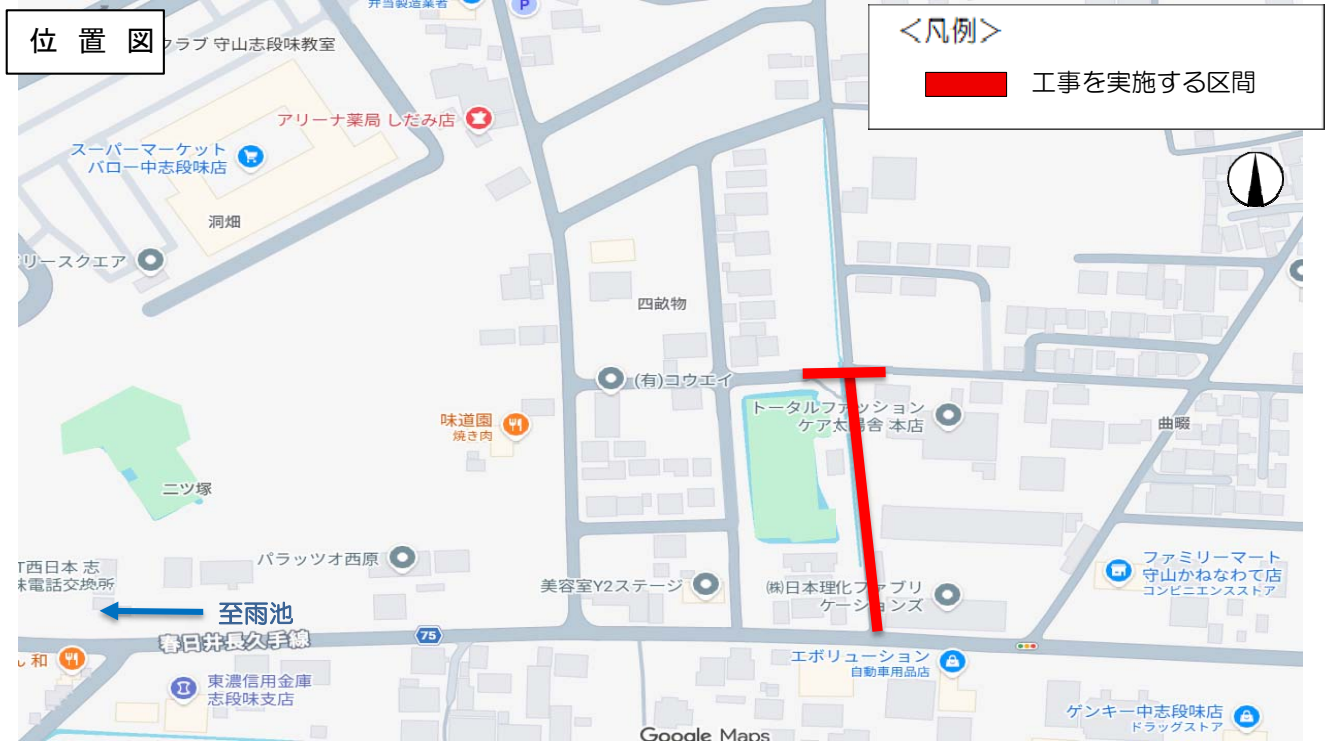 弁当製造業者
P
位 置 図
クラブ 守山志段味教室
<凡例>
工事を実施する区間
アリーナ薬局 しだみ店
スーパーマーケット
バロー中志段味店
洞畑
リースクエア
四畝物
(有)コウエイ
トータルファッション
ケア太陽舎 本店
味道園
焼き肉
曲畷
二ツ塚
パラッツオ西原
T西日本 志
味電話交換所
美容室Y2ステージ
㈱日本理化ファブリ
ケーションズ
ファミリーマート
守山かねなわて店
コンビニエンスストア
至雨池
春日井長久手線
75
ん 和
エボリューション
自動車用品店
東濃信用金庫
志段味支店
ゲンキー中志段味店
ドラッグストア
Google Maps